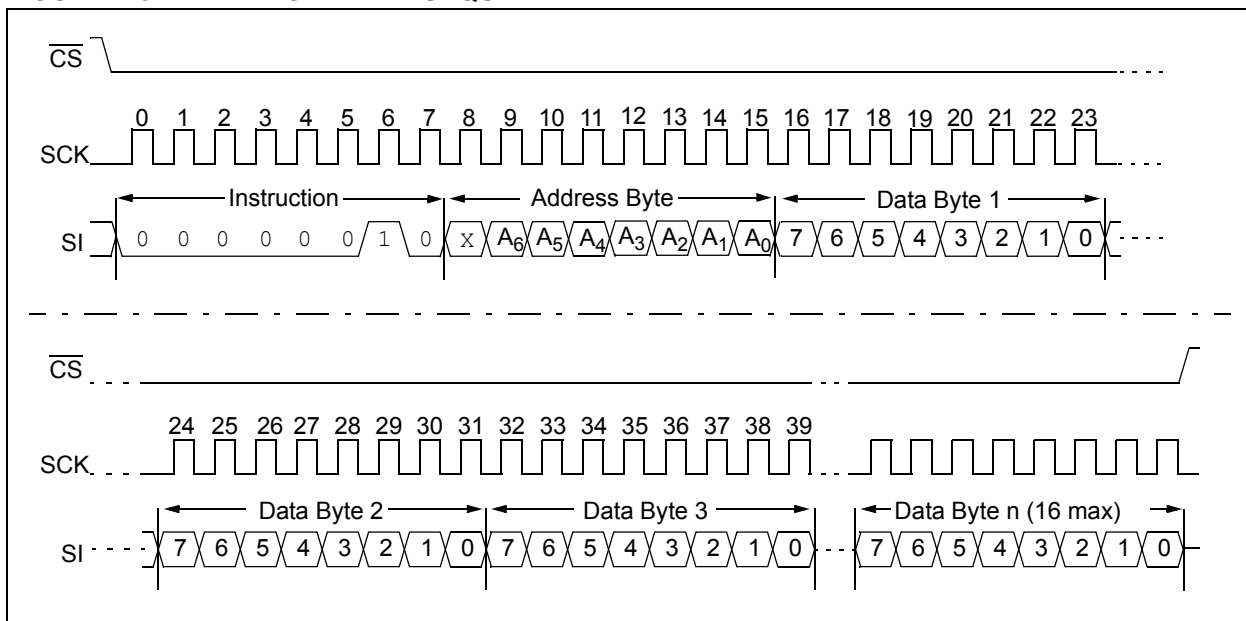 CS
0 1 2 3 4 5 6 7 8 9 10 11 12 13 14 15 16 17 18 19 20 21 22 23
SCK
Instruction Address Byte Data Byte 1
SI 0 0 0 0 0 0 1 0 X A6 A5 A4 A3 A2 A1 A0 7 6 5 4 3 2 1 0
CS
24 25 26 27 28 29 30 31 32 33 34 35 36 37 38 39
SCK
Data Byte 2 Data Byte 3 Data Byte n (16 max)
SI 7 6 5 4 3 2 1 0 7 6 5 4 3 2 1 0 7 6 5 4 3 2 1 0